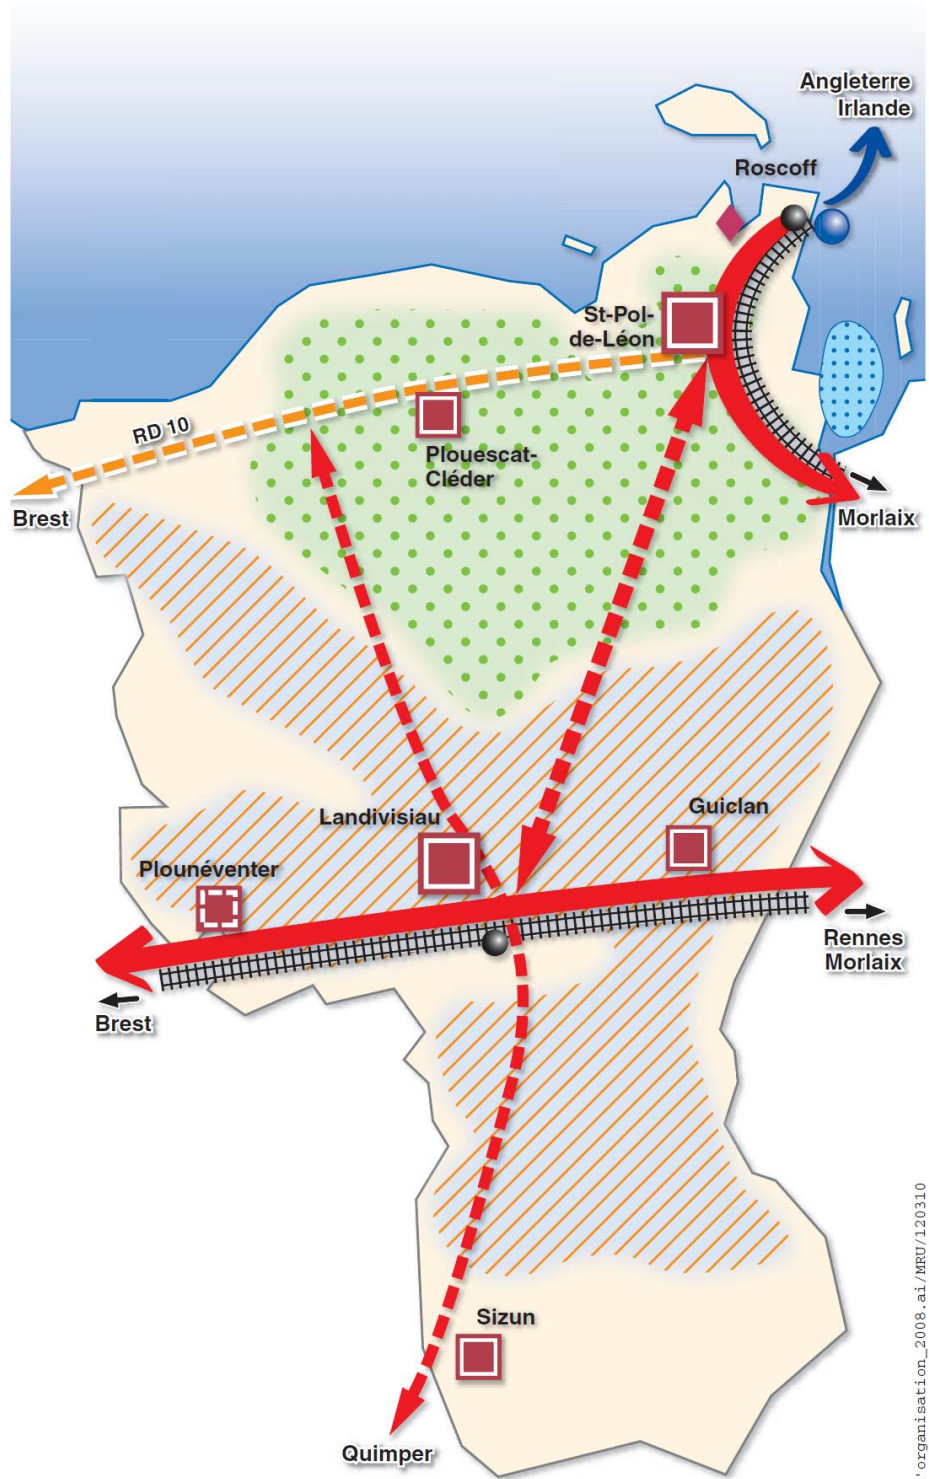 Angleterre
Irlande
Roscoff
St-Pol-
de-Léon
RD 10
Plouescat-
Cléder
Brest
Morlaix
Landivisiau
Guiclan
Plounéventer
Rennes
Morlaix
Brest
Sizun
Quimper
organisation_2008.ai/MRU/120310